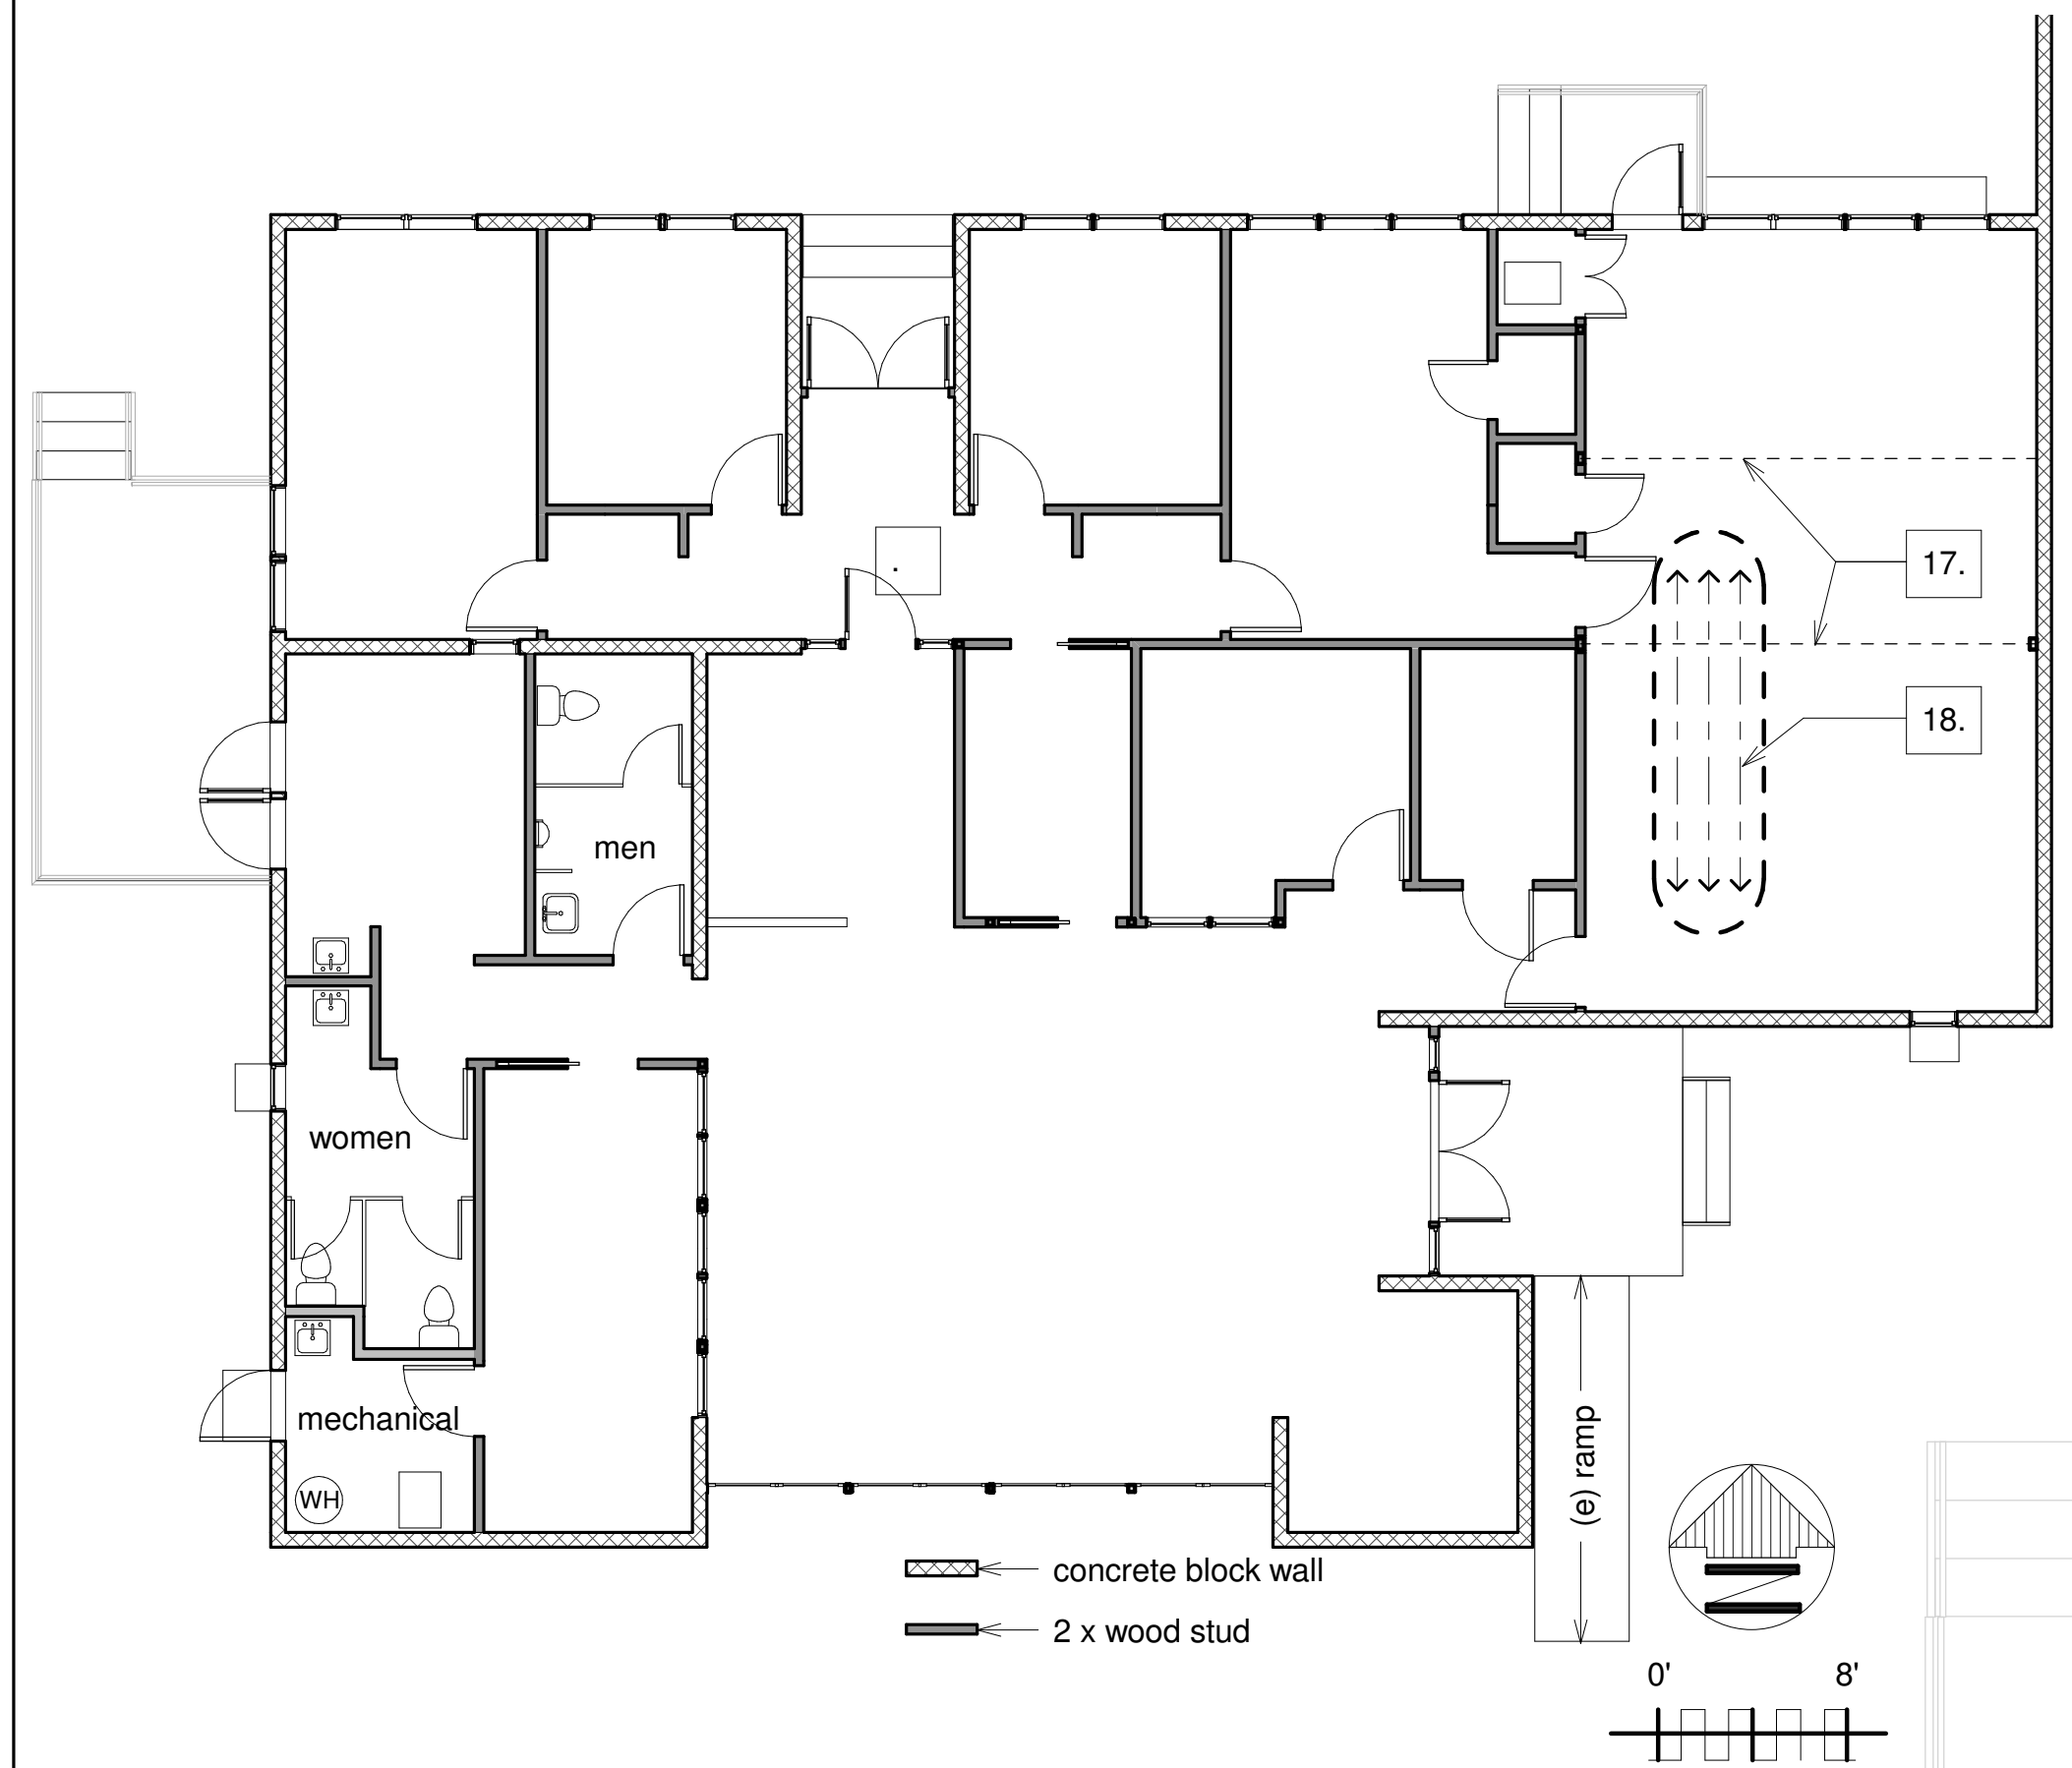 17.
18.
men
women
mechanical
WH
(e) ramp
concrete block wall
2 x wood stud
0' 8'